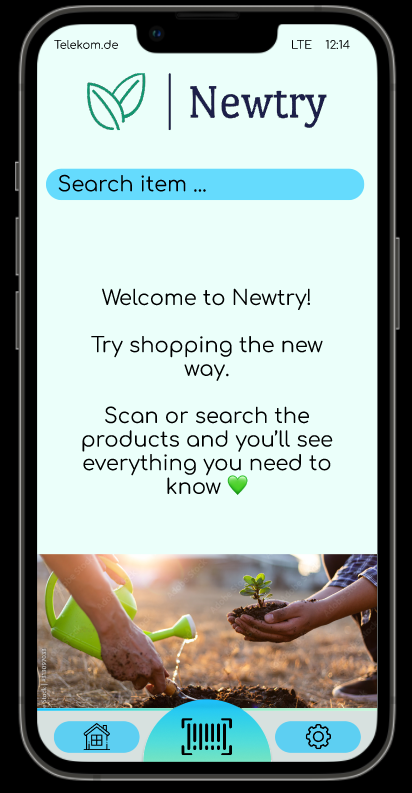 Telekom.de LTE 12:14
Newtry
Search item ...
Welcome to Newtry!
Try shopping the new
way.
Scan or search the
products and you'll see
everything you need to
know 💚